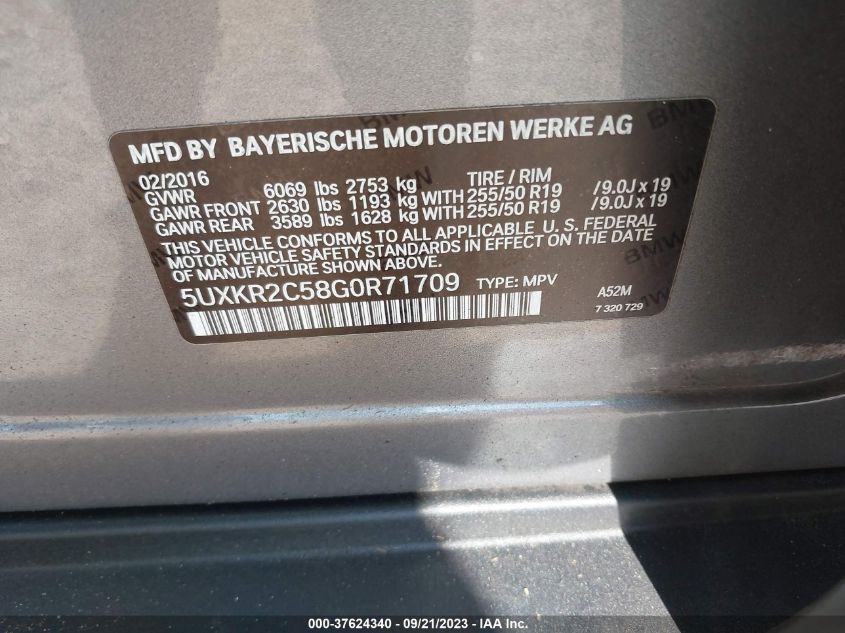 MFD BY BAYERISCHE MOTOREN WERKE AG
02/2016 TIRE / RIM
GVWR 6069 lbs 2753 kg
GAWR FRONT 2630 lbs 1193 kg WITH 255/50 R19 /9.0J x 19
GAWR REAR 3589 lbs 1628 kg WITH 255/50 R19 /9.0J x 19
THIS VEHICLE CONFORMS TO ALL APPLICABLE U. S. FEDERAL
MOTOR VEHICLE SAFETY STANDARDS IN EFFECT ON THE DATE
OF MANUFACTURE SHOWN ABOVE.
5UXKR2C58G0R71709 TYPE: MPV A52M
7 320 729
BMW
BMW
BMW
000-37624340 - 09/21/2023 - IAA Inc.